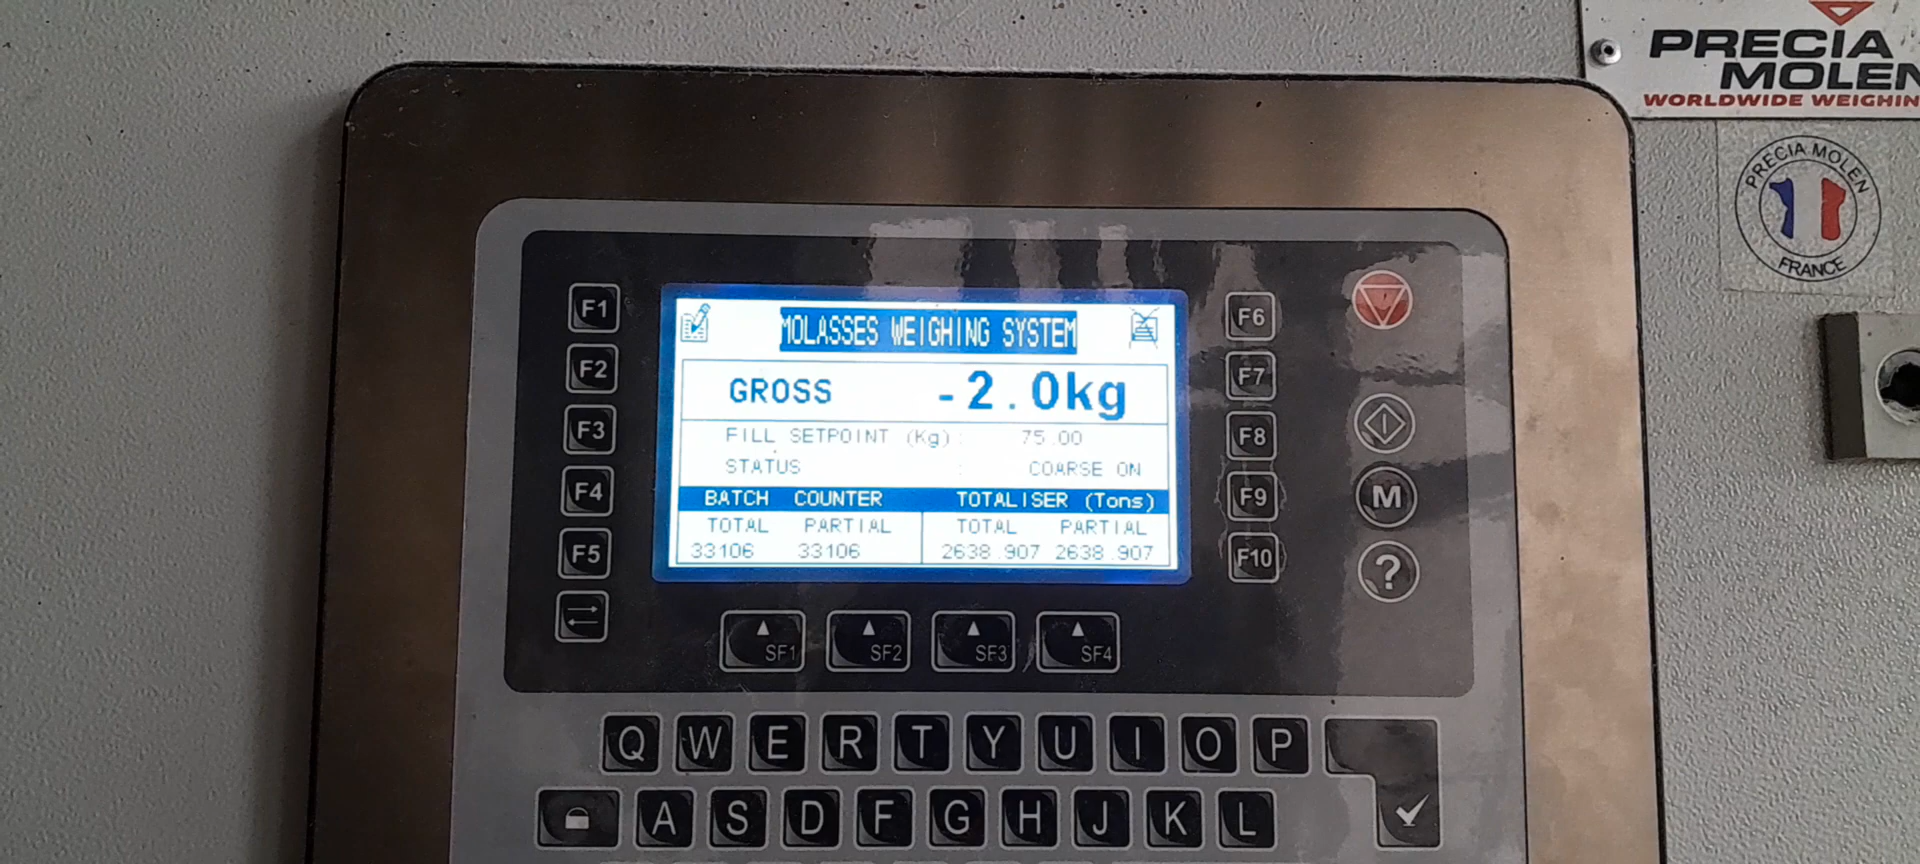 PRECIA
MOLEN
WORLDWIDE WEIGHIN
PRECIA MOLEN
FRANCE
MOLASSES WEIGHING SYSTEM
GROSS -2.0kg
FILL SETPOINT (Kg) : 75.00
STATUS : COARSE ON
BATCH COUNTER TOTALISER (Tons)
TOTAL PARTIAL TOTAL PARTIAL
33106 33106 2638.907 2638.907
F1 F6
F2 F7
F3 F8
F4 M F9
F5 ? F10
SF1 SF2 SF3 SF4
Q W E R T Y U I O P
A S D F G H J K L